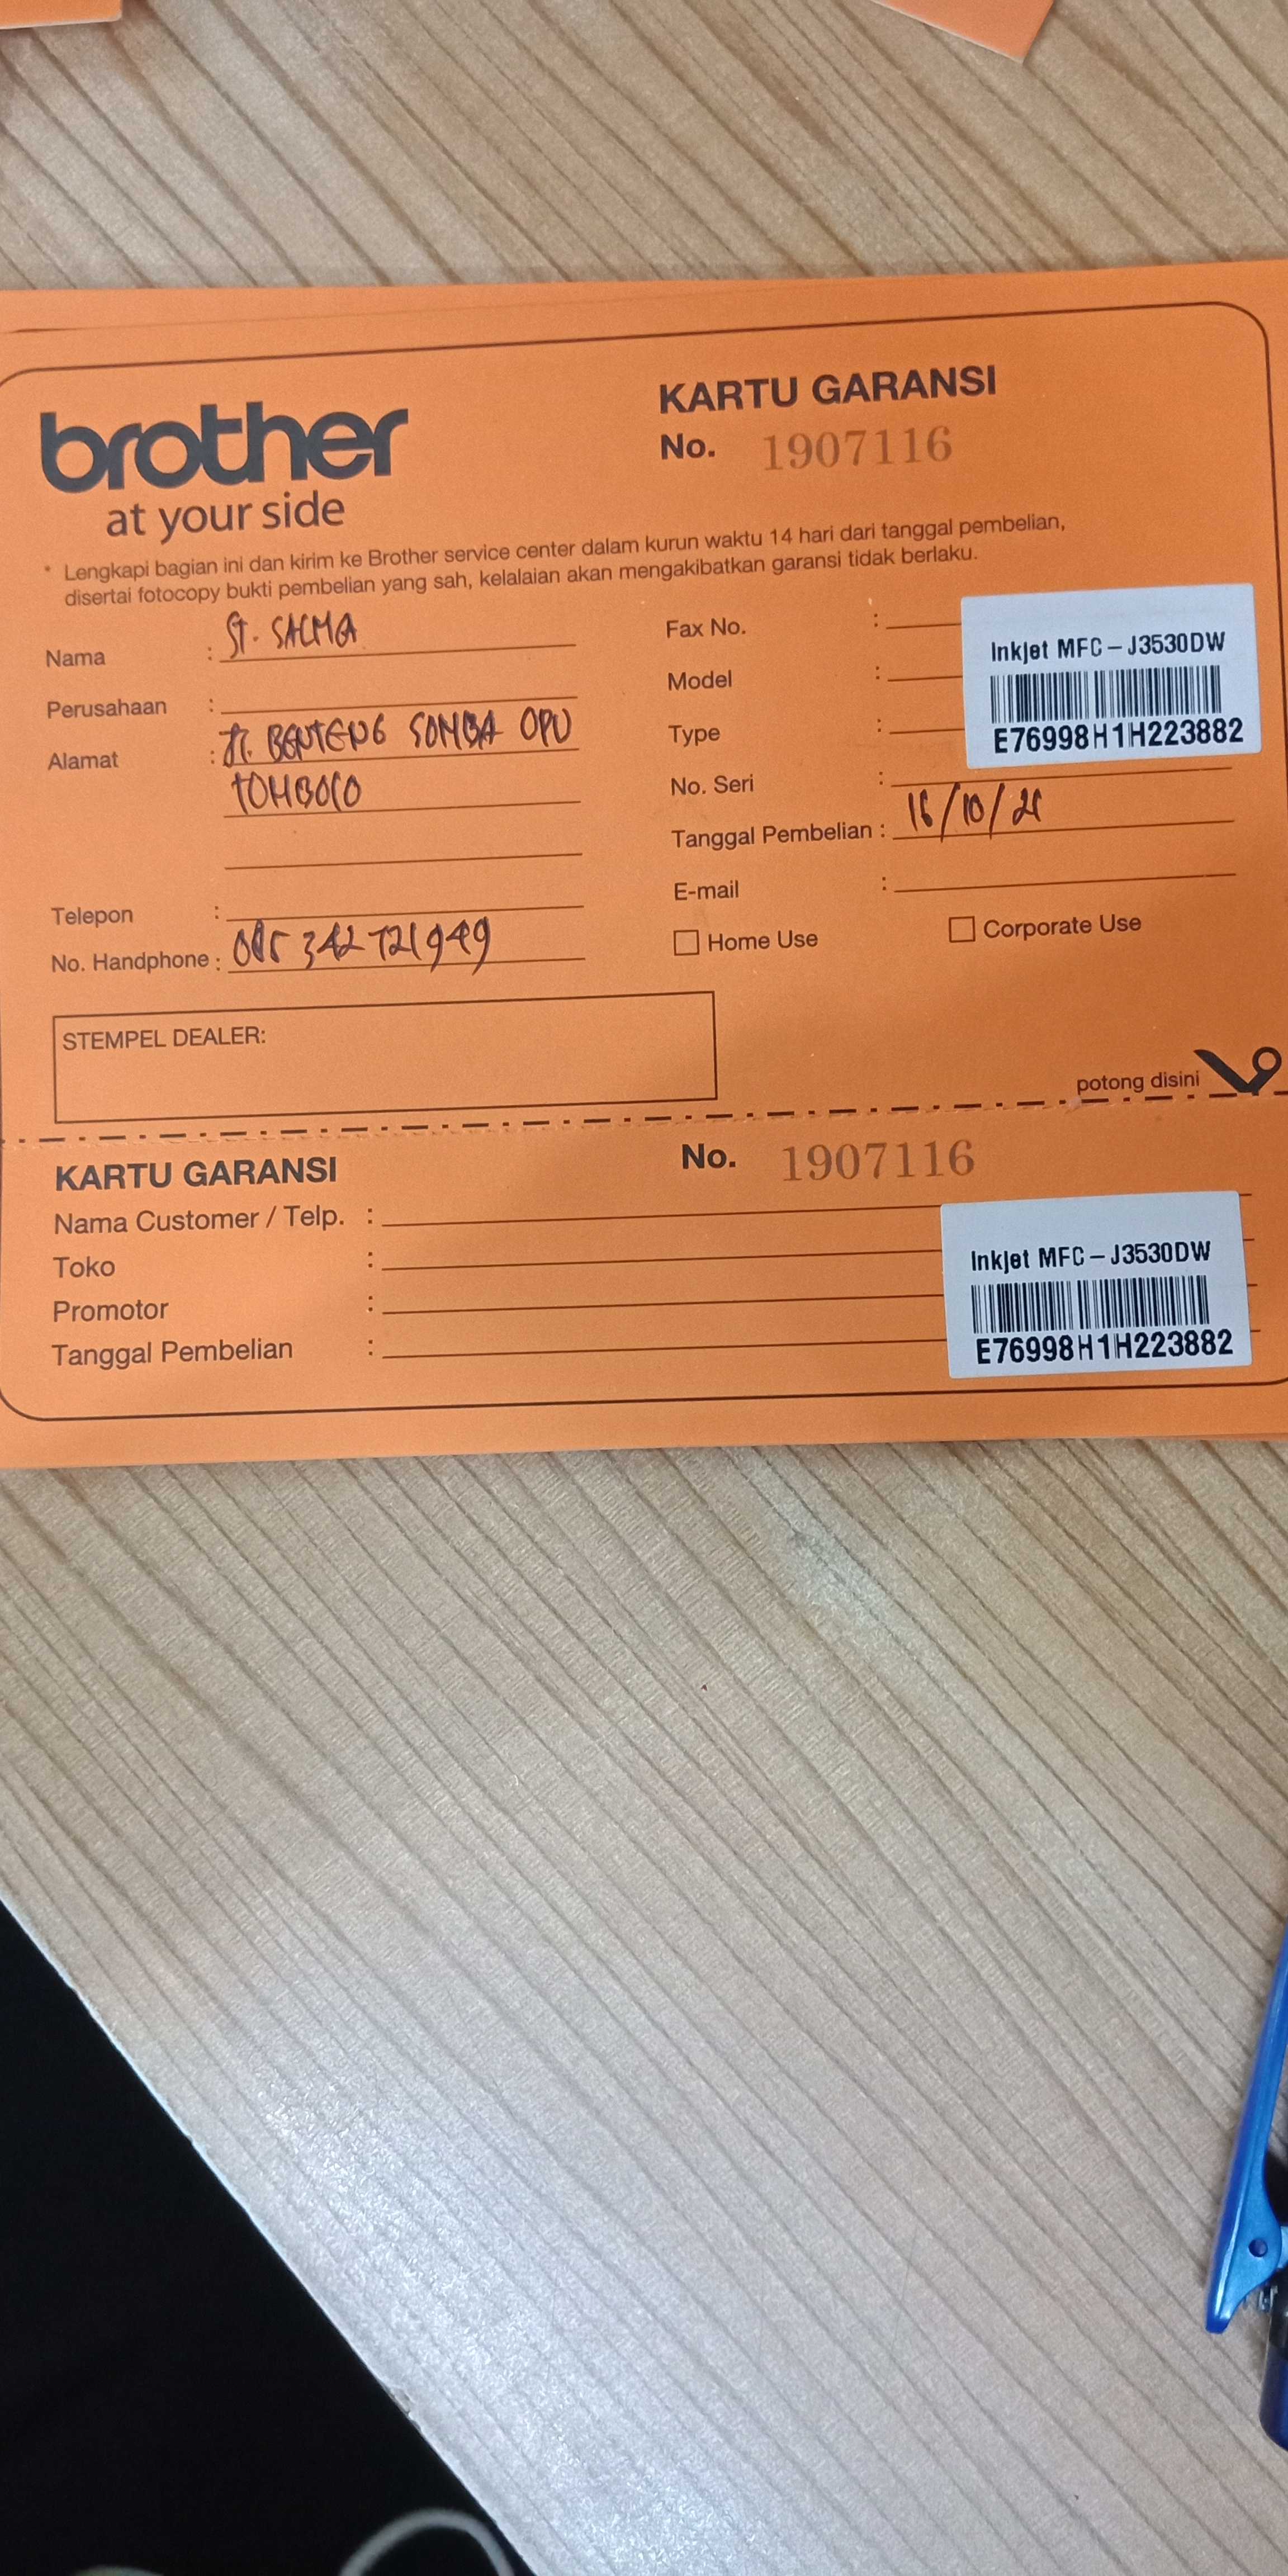 brother
at your side
KARTU GARANSI
No. 1907116
* Lengkapi bagian ini dan kirim ke Brother service center dalam kurun waktu 14 hari dari tanggal pembelian,
disertai fotocopy bukti pembelian yang sah, kelalaian akan mengakibatkan garansi tidak berlaku.
Nama : ST. SALMA
Perusahaan :
Alamat : Jl. BENTENG SOMBA OPU
TOMBOLO
Telepon :
No. Handphone : 085 342 721949
Fax No. :
Model :
Type :
No. Seri :
Tanggal Pembelian : 16/10/21
E-mail :
Home Use
Corporate Use
Inkjet MFC-J3530DW
E76998H1H223882
STEMPEL DEALER:
potong disini
KARTU GARANSI
No. 1907116
Nama Customer / Telp. :
Toko :
Promotor :
Tanggal Pembelian :
Inkjet MFC-J3530DW
E76998H1H223882